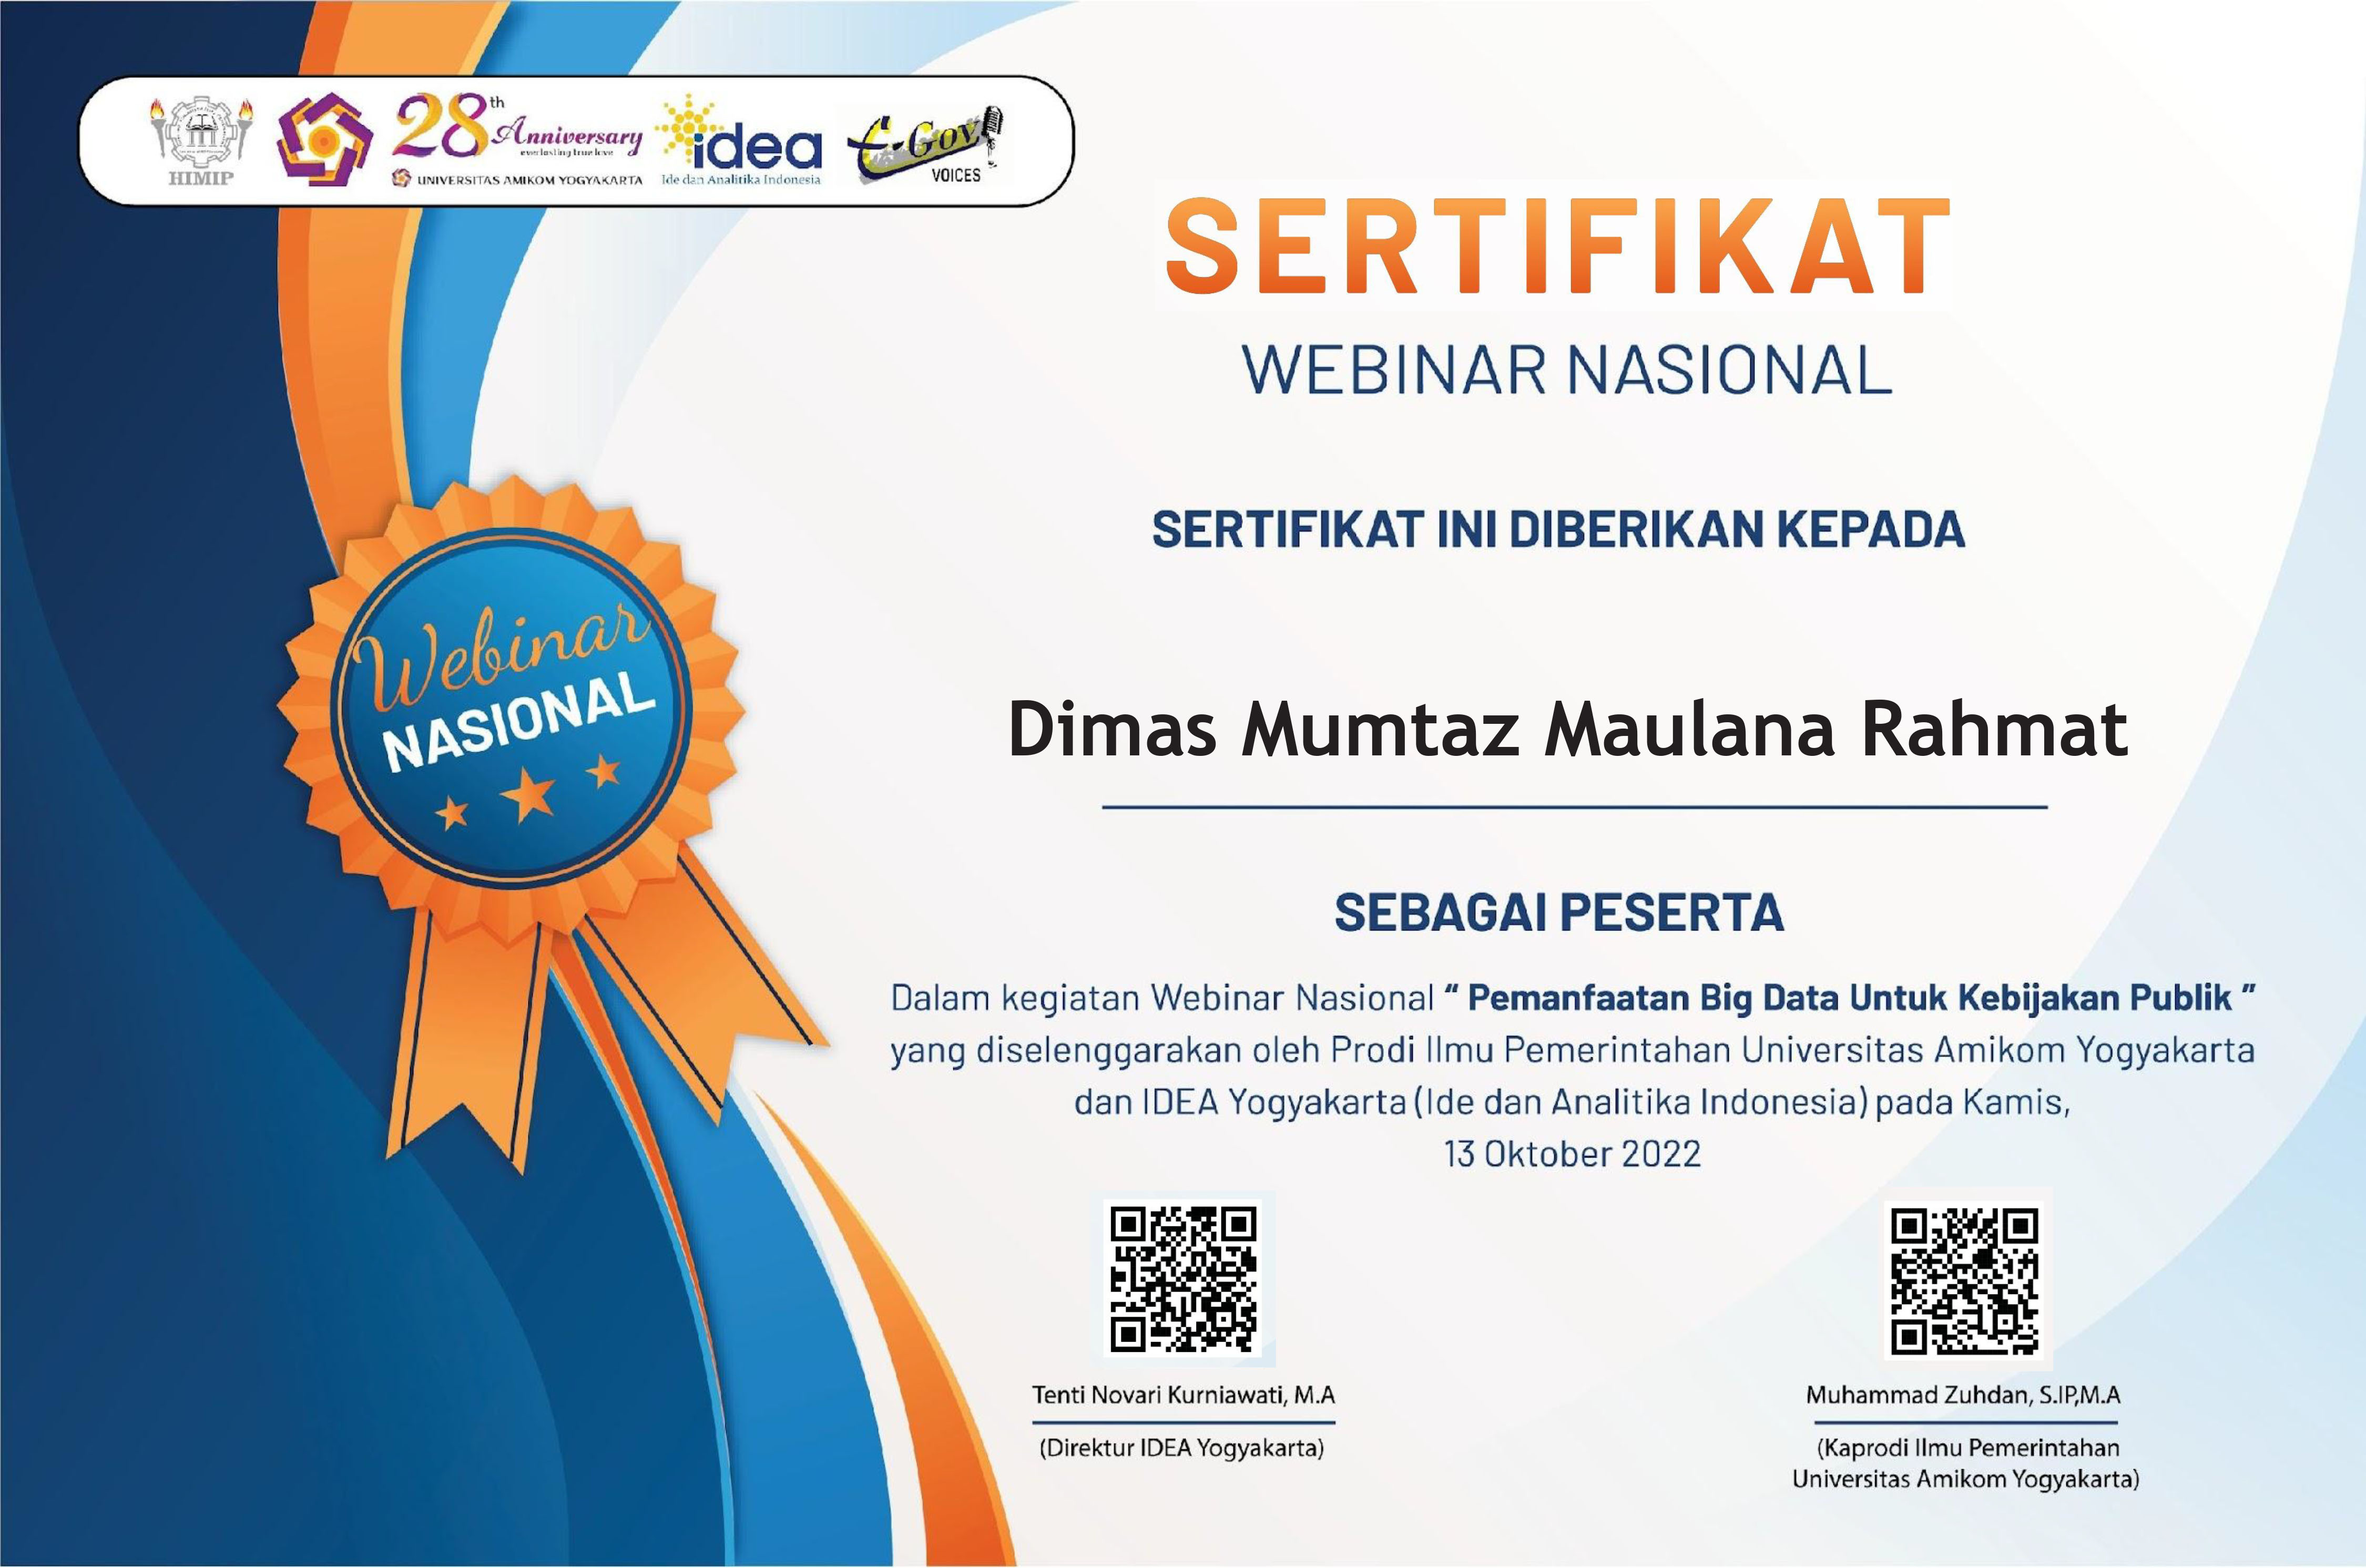 HIMIP
28th Anniversary
everlasting true love
UNIVERSITAS AMIKOM YOGYAKARTA
idea
Ide dan Analitika Indonesia
E-Gov
VOICES
SERTIFIKAT
WEBINAR NASIONAL
SERTIFIKAT INI DIBERIKAN KEPADA
Webinar
NASIONAL
Dimas Mumtaz Maulana Rahmat
SEBAGAI PESERTA
Dalam kegiatan Webinar Nasional “ Pemanfaatan Big Data Untuk Kebijakan Publik ”
yang diselenggarakan oleh Prodi Ilmu Pemerintahan Universitas Amikom Yogyakarta
dan IDEA Yogyakarta (Ide dan Analitika Indonesia) pada Kamis,
13 Oktober 2022
Tenti Novari Kurniawati, M.A
(Direktur IDEA Yogyakarta)
Muhammad Zuhdan, S.IP,M.A
(Kaprodi Ilmu Pemerintahan
Universitas Amikom Yogyakarta)